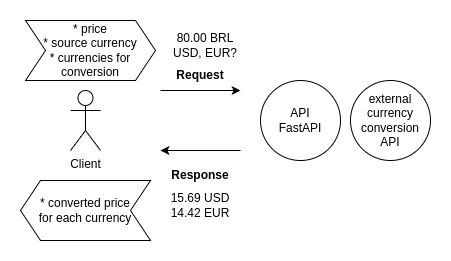 * price
* source currency
* currencies for
conversion
80.00 BRL
USD, EUR?
Request
API
FastAPI
external
currency
conversion
API
Client
Response
* converted price
for each currency
15.69 USD
14.42 EUR